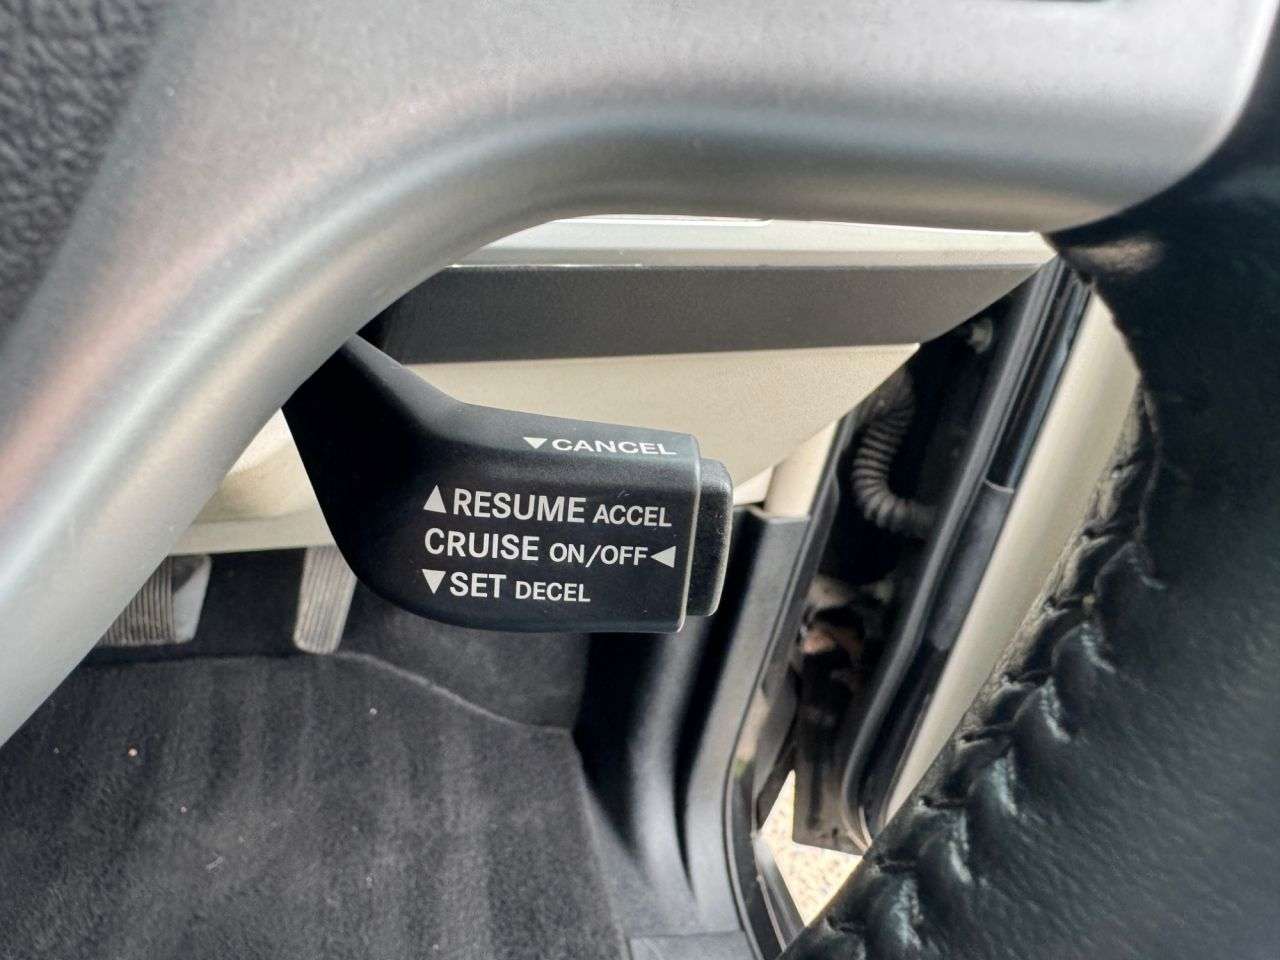 ▼CANCEL
▲RESUME ACCEL
CRUISE ON/OFF◀
▼SET DECEL